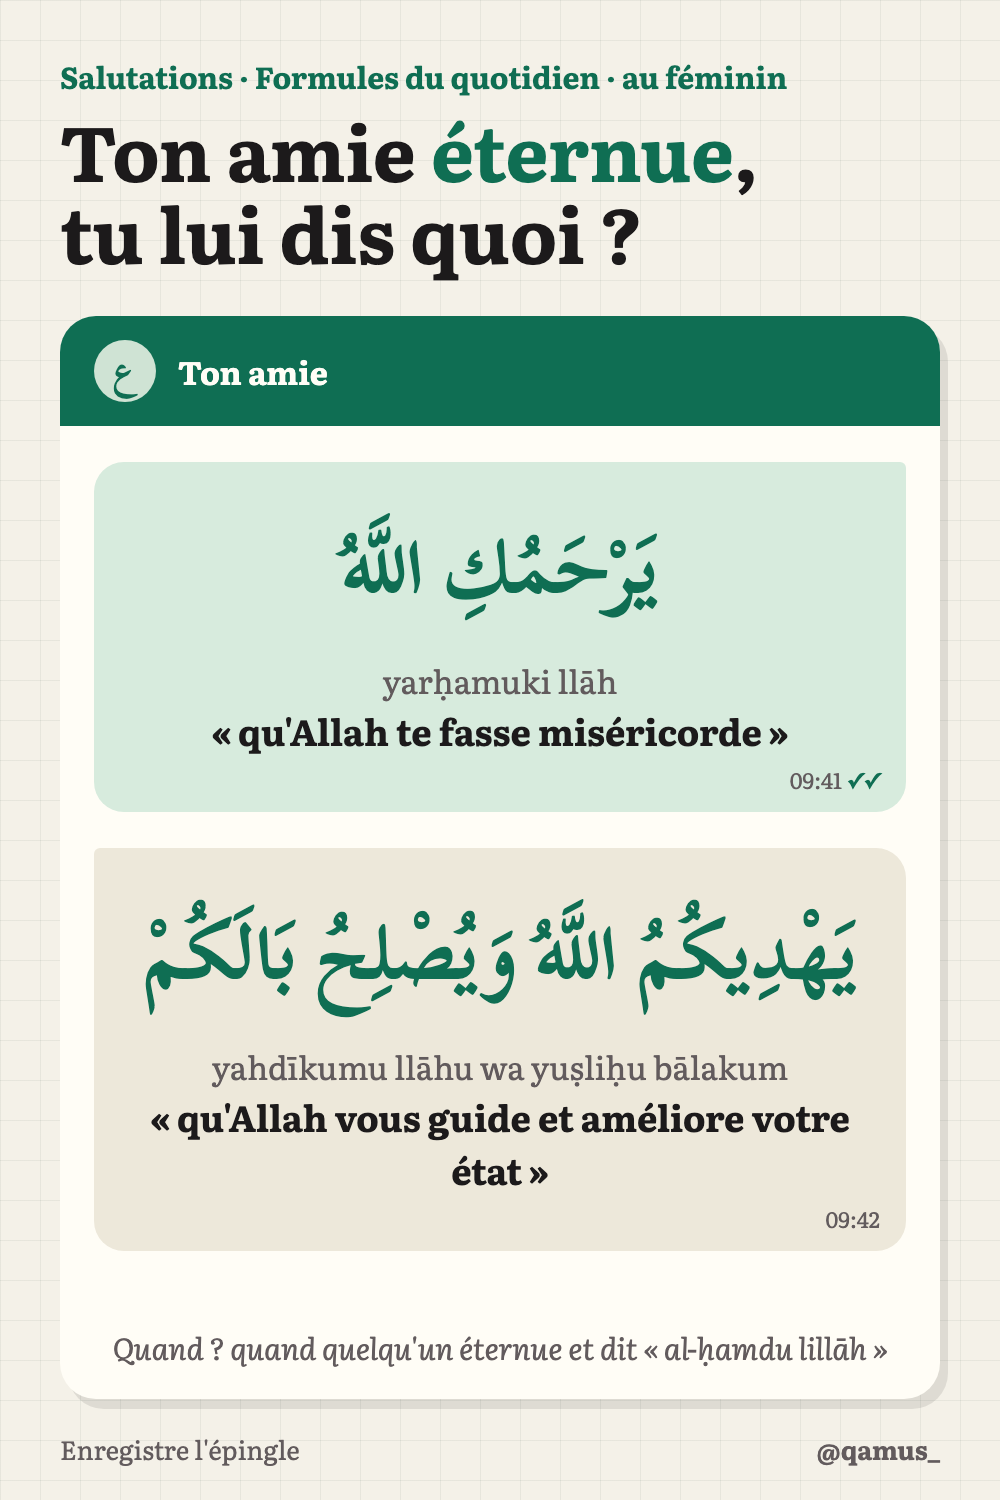 Salutations · Formules du quotidien · au féminin
Ton amie éternue,
tu lui dis quoi ?
ع
Ton amie
يَرْحَمُكِ اللَّهُ
yarḥamuki llāh
« qu'Allah te fasse miséricorde »
09:41 ✓✓
يَهْدِيكُمُ اللَّهُ وَيُصْلِحُ بَالَكُمْ
yahdīkumu llāhu wa yuṣliḥu bālakum
« qu'Allah vous guide et améliore votre
état »
09:42
Quand ? quand quelqu'un éternue et dit « al-ḥamdu lillāh »
Enregistre l'épingle
@qamus_